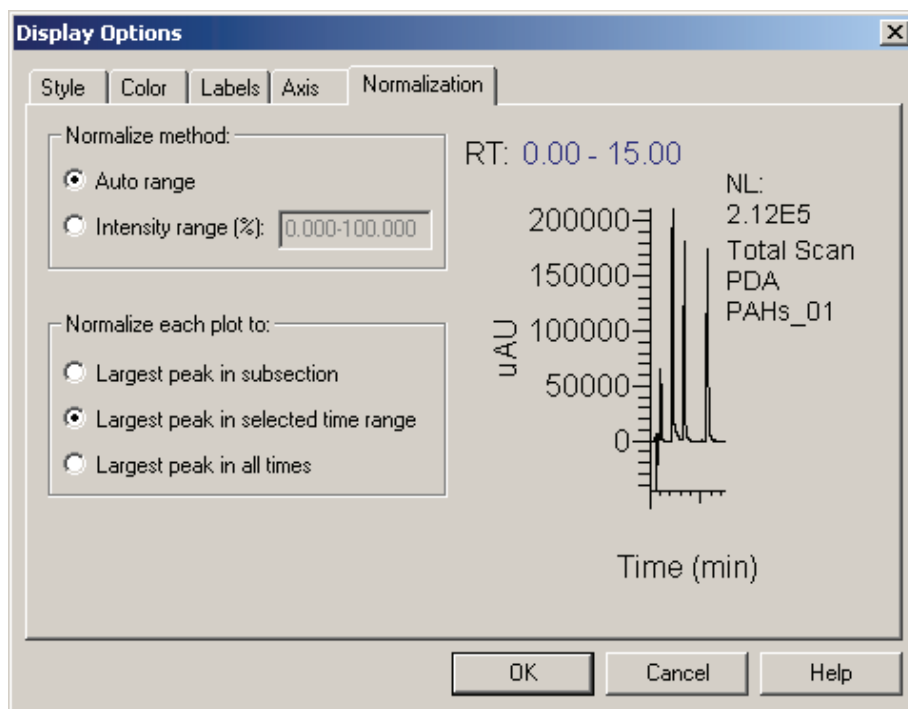 Display Options
Style Color Labels Axis Normalization
Normalize method:
Auto range
Intensity range (%): 0.000-100.000
Normalize each plot to:
Largest peak in subsection
Largest peak in selected time range
Largest peak in all times
RT: 0.00 - 15.00
NL:
2.12E5
Total Scan
PDA
PAHs_01
200000
150000
100000
50000
0
uAU
Time (min)
OK Cancel Help